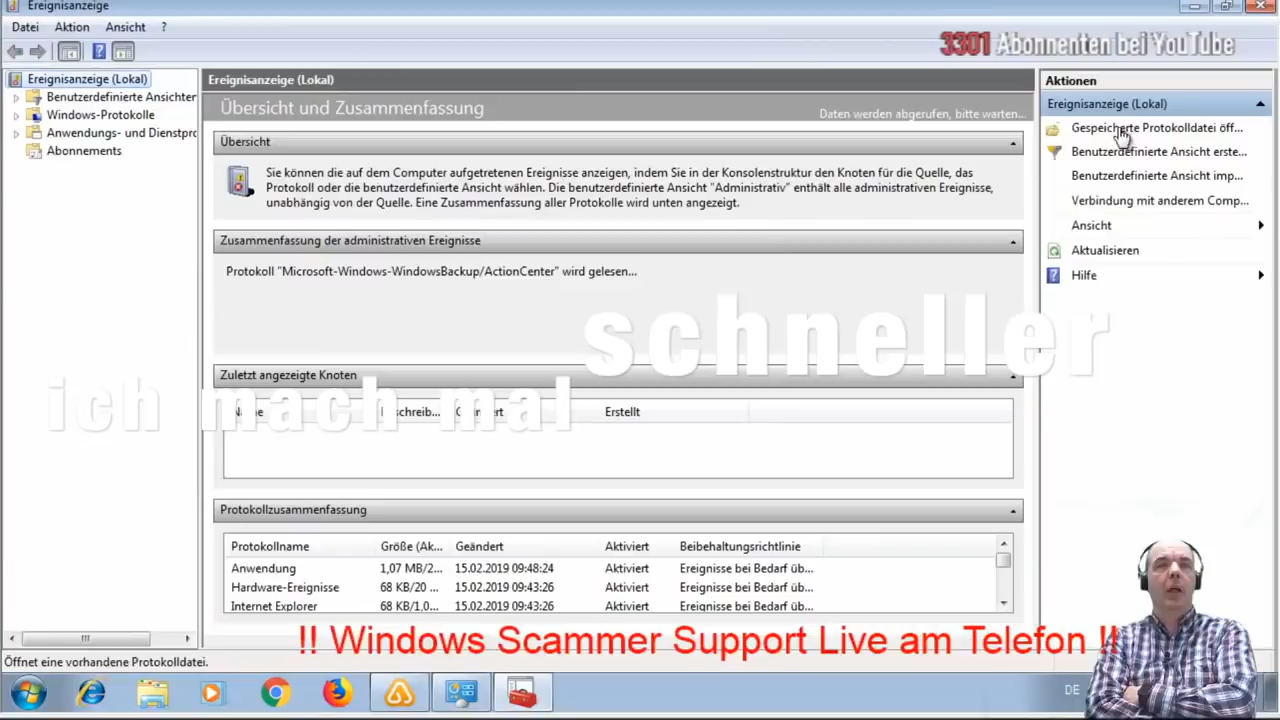 Ereignisanzeige
Datei Aktion Ansicht ?
3301 Abonnenten bei YouTube
Ereignisanzeige (Lokal)
Benutzerdefinierte Ansichten
Windows-Protokolle
Anwendungs- und Dienstpro
Abonnements
Ereignisanzeige (Lokal)
Übersicht und Zusammenfassung
Daten werden abgerufen, bitte warten...
Übersicht
Sie können die auf dem Computer aufgetretenen Ereignisse anzeigen, indem Sie in der Konsolenstruktur den Knoten für die Quelle, das
Protokoll oder die benutzerdefinierte Ansicht wählen. Die benutzerdefinierte Ansicht "Administrativ" enthält alle administrativen Ereignisse,
unabhängig von der Quelle. Eine Zusammenfassung aller Protokolle wird unten angezeigt.
Zusammenfassung der administrativen Ereignisse
Protokoll "Microsoft-Windows-WindowsBackup/ActionCenter" wird gelesen...
Zuletzt angezeigte Knoten
Name Beschreib... Geändert Erstellt
ich mach mal schneller
Protokollzusammenfassung
Protokollname Größe (Ak... Geändert Aktiviert Beibehaltungsrichtlinie
Anwendung 1,07 MB/2... 15.02.2019 09:48:24 Aktiviert Ereignisse bei Bedarf üb...
Hardware-Ereignisse 68 KB/20 ... 15.02.2019 09:43:26 Aktiviert Ereignisse bei Bedarf üb...
Internet Explorer 68 KB/1,0... 15.02.2019 09:43:26 Aktiviert Ereignisse bei Bedarf üb...
Aktionen
Ereignisanzeige (Lokal)
Gespeicherte Protokolldatei öff...
Benutzerdefinierte Ansicht erste...
Benutzerdefinierte Ansicht imp...
Verbindung mit anderem Comp...
Ansicht
Aktualisieren
Hilfe
!! Windows Scammer Support Live am Telefon !!
Öffnet eine vorhandene Protokolldatei.
DE